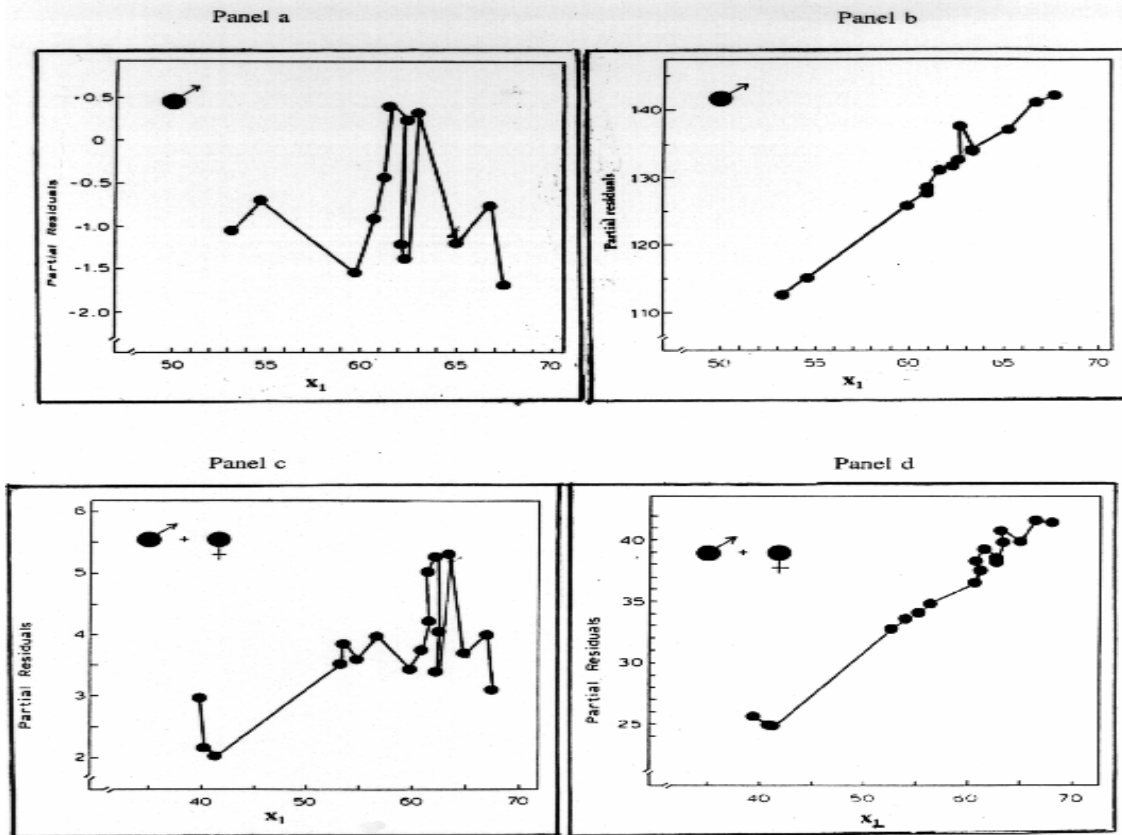 Panel a
0.5
0
-0.5
-1.0
-1.5
-2.0
Partial Residuals
50 55 60 65 70
x₁
Panel b
140
130
120
110
Partial residuals
50 55 60 65 70
x₁
Panel c
6
5
4
3
2
Partial Residuals
+
40 50 60 70
x₁
Panel d
40
35
30
25
Partial Residuals
+
40 50 60 70
x₁